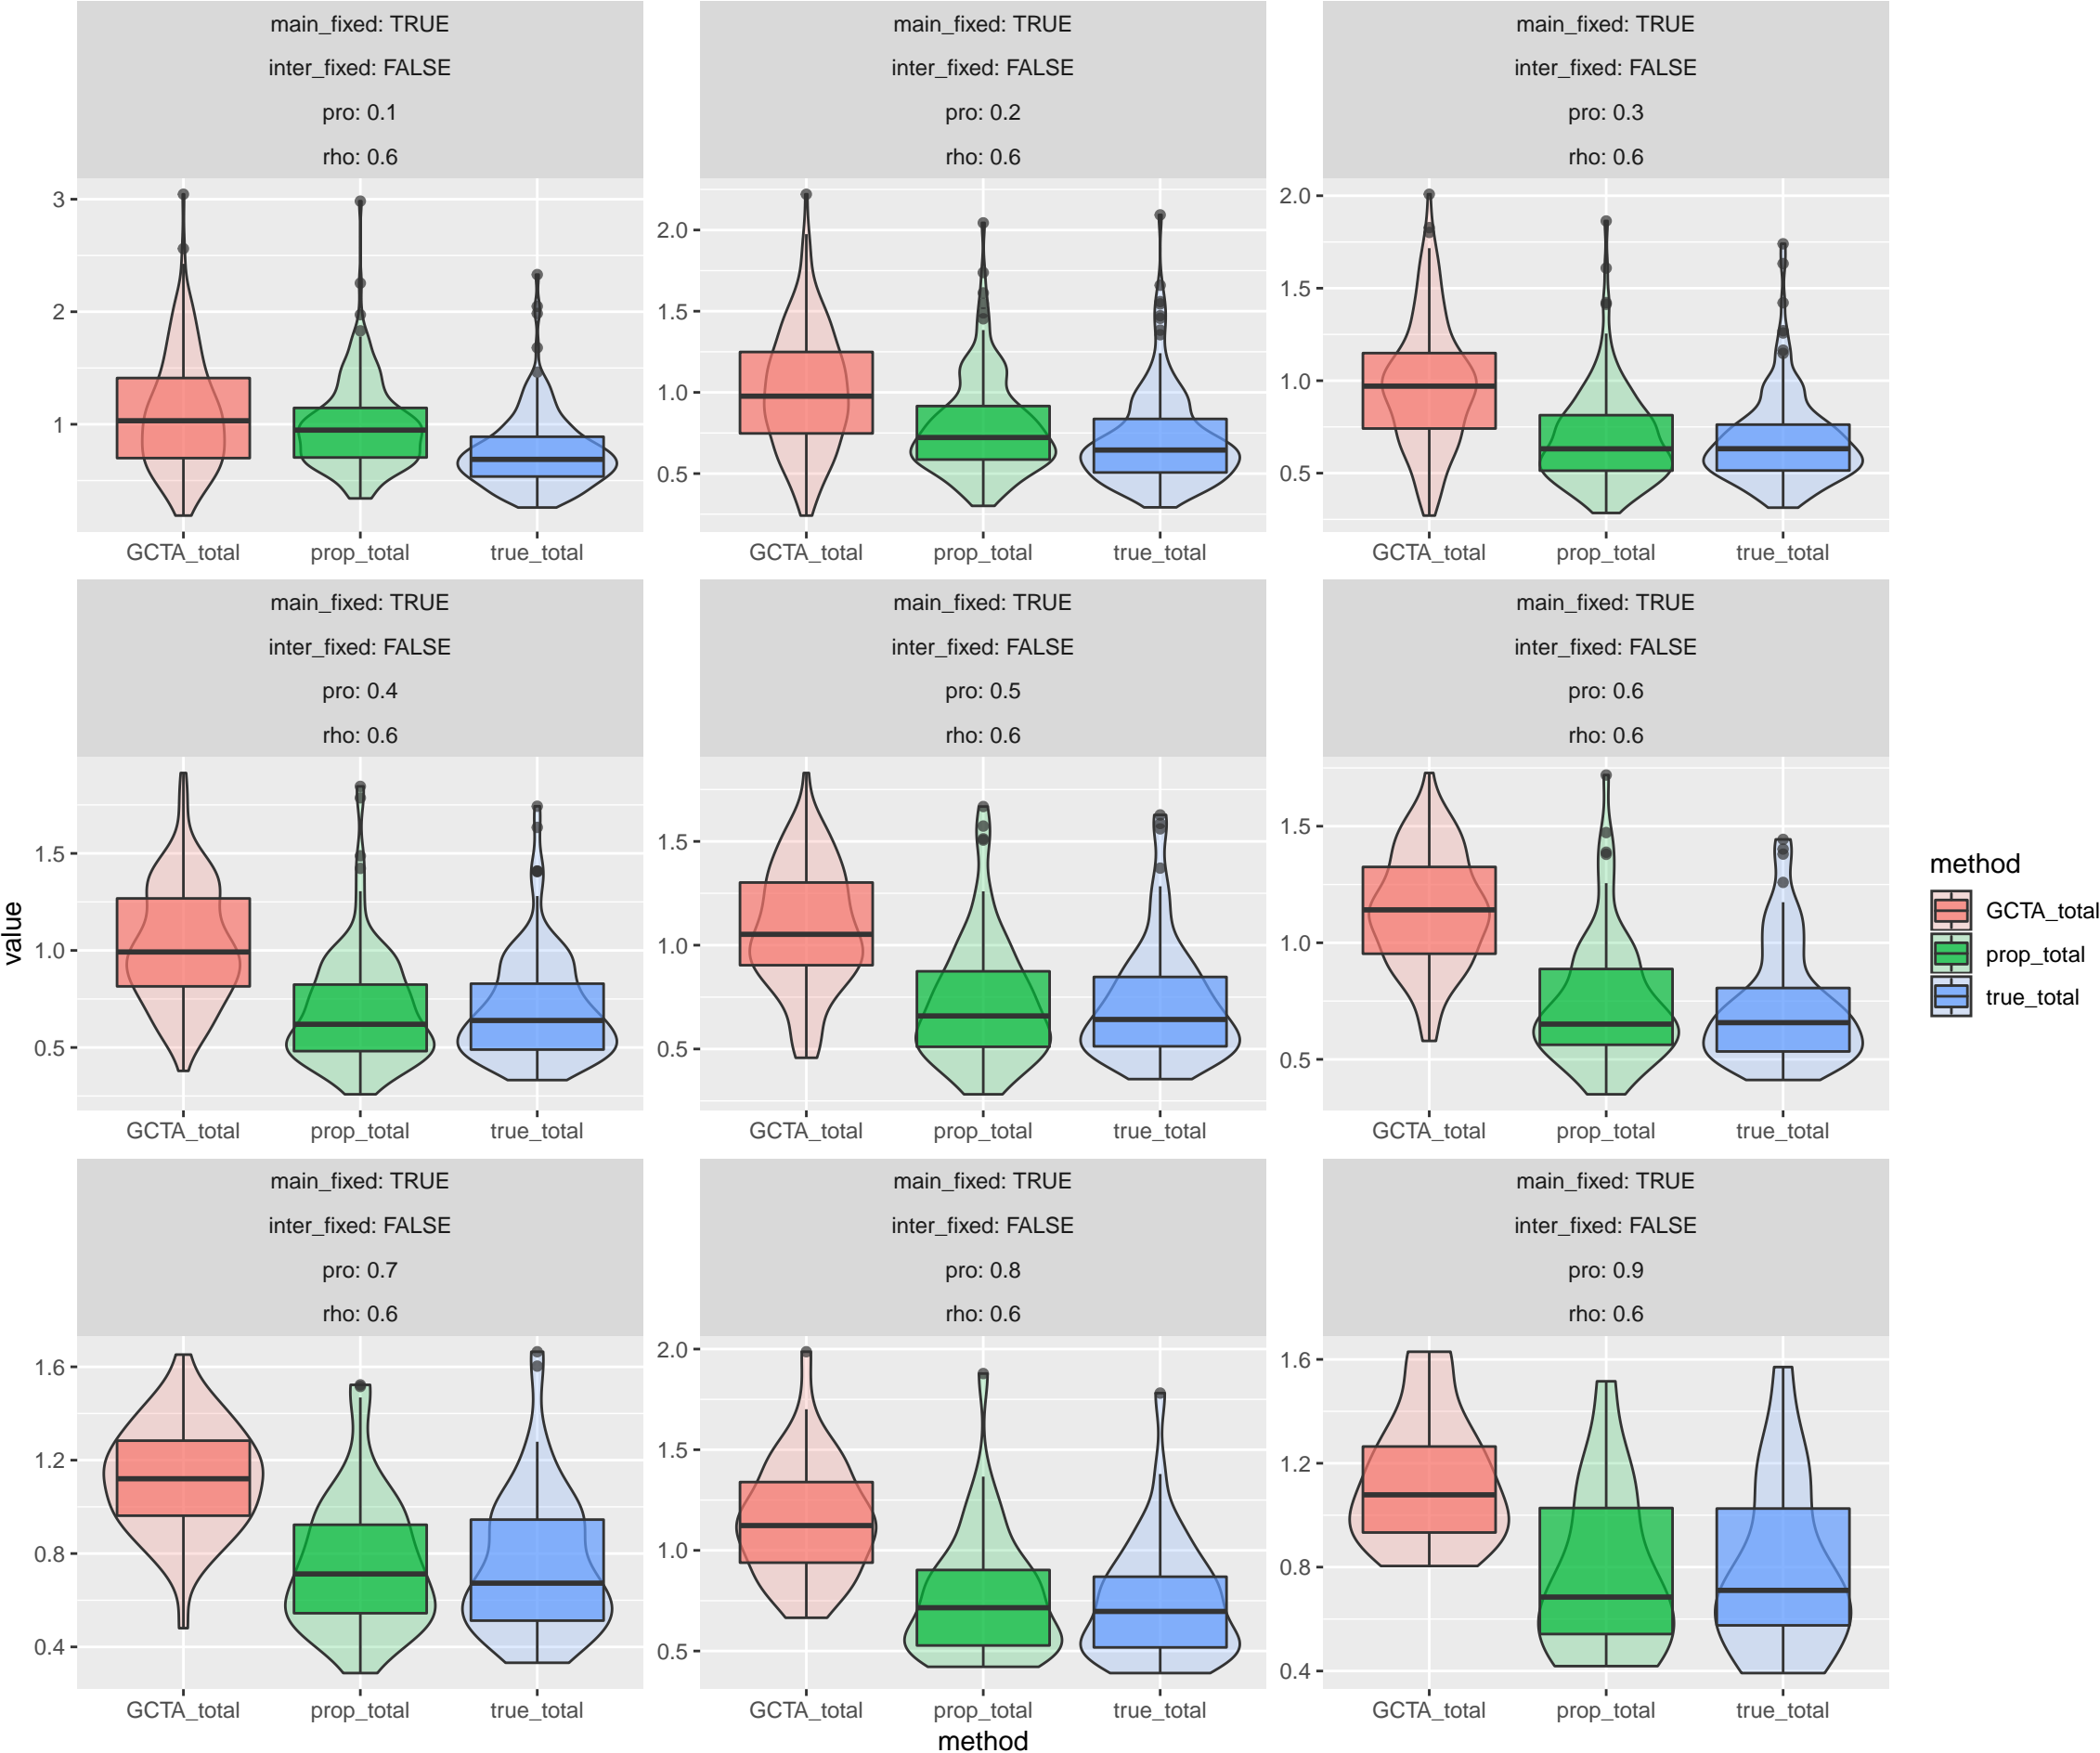 main_fixed: TRUE
inter_fixed: FALSE
pro: 0.1
rho: 0.6
main_fixed: TRUE
inter_fixed: FALSE
pro: 0.2
rho: 0.6
main_fixed: TRUE
inter_fixed: FALSE
pro: 0.3
rho: 0.6
3
2
1
GCTA_total prop_total true_total
2.0
1.5
1.0
0.5
GCTA_total prop_total true_total
2.0
1.5
1.0
0.5
GCTA_total prop_total true_total
main_fixed: TRUE
inter_fixed: FALSE
pro: 0.4
rho: 0.6
main_fixed: TRUE
inter_fixed: FALSE
pro: 0.5
rho: 0.6
main_fixed: TRUE
inter_fixed: FALSE
pro: 0.6
rho: 0.6
value
1.5
1.0
0.5
GCTA_total prop_total true_total
1.5
1.0
0.5
GCTA_total prop_total true_total
1.5
1.0
0.5
GCTA_total prop_total true_total
method
GCTA_total
prop_total
true_total
main_fixed: TRUE
inter_fixed: FALSE
pro: 0.7
rho: 0.6
main_fixed: TRUE
inter_fixed: FALSE
pro: 0.8
rho: 0.6
main_fixed: TRUE
inter_fixed: FALSE
pro: 0.9
rho: 0.6
1.6
1.2
0.8
0.4
GCTA_total prop_total true_total
2.0
1.5
1.0
0.5
GCTA_total prop_total true_total
1.6
1.2
0.8
0.4
GCTA_total prop_total true_total
method